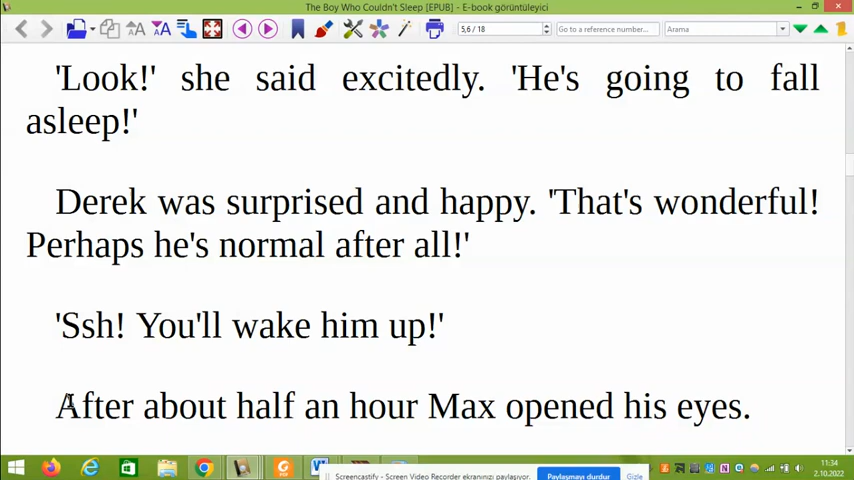 The Boy Who Couldn't Sleep [EPUB] - E-book görüntüleyici
5,6 / 18
Go to a reference number...
Arama
'Look!' she said excitedly. 'He's going to fall
asleep!'
Derek was surprised and happy. 'That's wonderful!
Perhaps he's normal after all!'
'Ssh! You'll wake him up!'
After about half an hour Max opened his eyes.
11:34
2.10.2022
Screencastify - Screen Video Recorder ekranınızı paylaşıyor.
Paylaşmayı durdur
Gizle